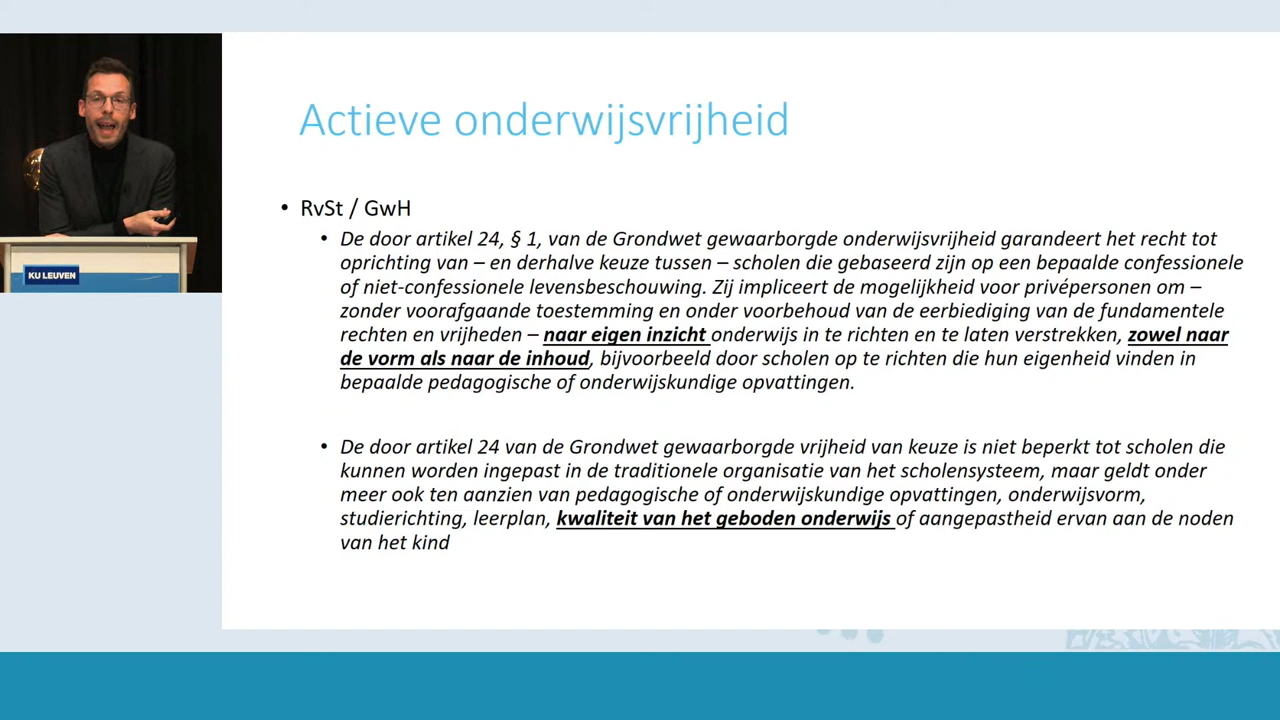 KU LEUVEN
Actieve onderwijsvrijheid
• RvSt / GwH
• De door artikel 24, § 1, van de Grondwet gewaarborgde onderwijsvrijheid garandeert het recht tot
oprichting van – en derhalve keuze tussen – scholen die gebaseerd zijn op een bepaalde confessionele
of niet-confessionele levensbeschouwing. Zij impliceert de mogelijkheid voor privépersonen om –
zonder voorafgaande toestemming en onder voorbehoud van de eerbiediging van de fundamentele
rechten en vrijheden – naar eigen inzicht onderwijs in te richten en te laten verstrekken, zowel naar
de vorm als naar de inhoud, bijvoorbeeld door scholen op te richten die hun eigenheid vinden in
bepaalde pedagogische of onderwijskundige opvattingen.
• De door artikel 24 van de Grondwet gewaarborgde vrijheid van keuze is niet beperkt tot scholen die
kunnen worden ingepast in de traditionele organisatie van het scholensysteem, maar geldt onder
meer ook ten aanzien van pedagogische of onderwijskundige opvattingen, onderwijsvorm,
studierichting, leerplan, kwaliteit van het geboden onderwijs of aangepastheid ervan aan de noden
van het kind